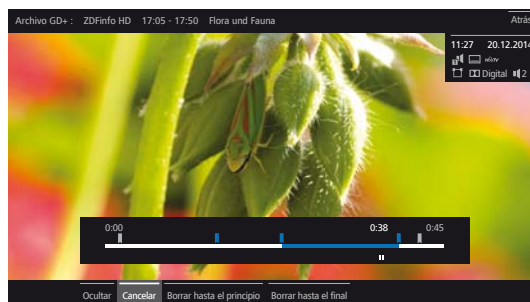 Archivo GD+ : ZDFinfo HD 17:05 - 17:50 Flora und Fauna Atrás
11:27 20.12.2014
Digital 2
0:00 0:38 0:45
Ocultar Cancelar Borrar hasta el principio Borrar hasta el final